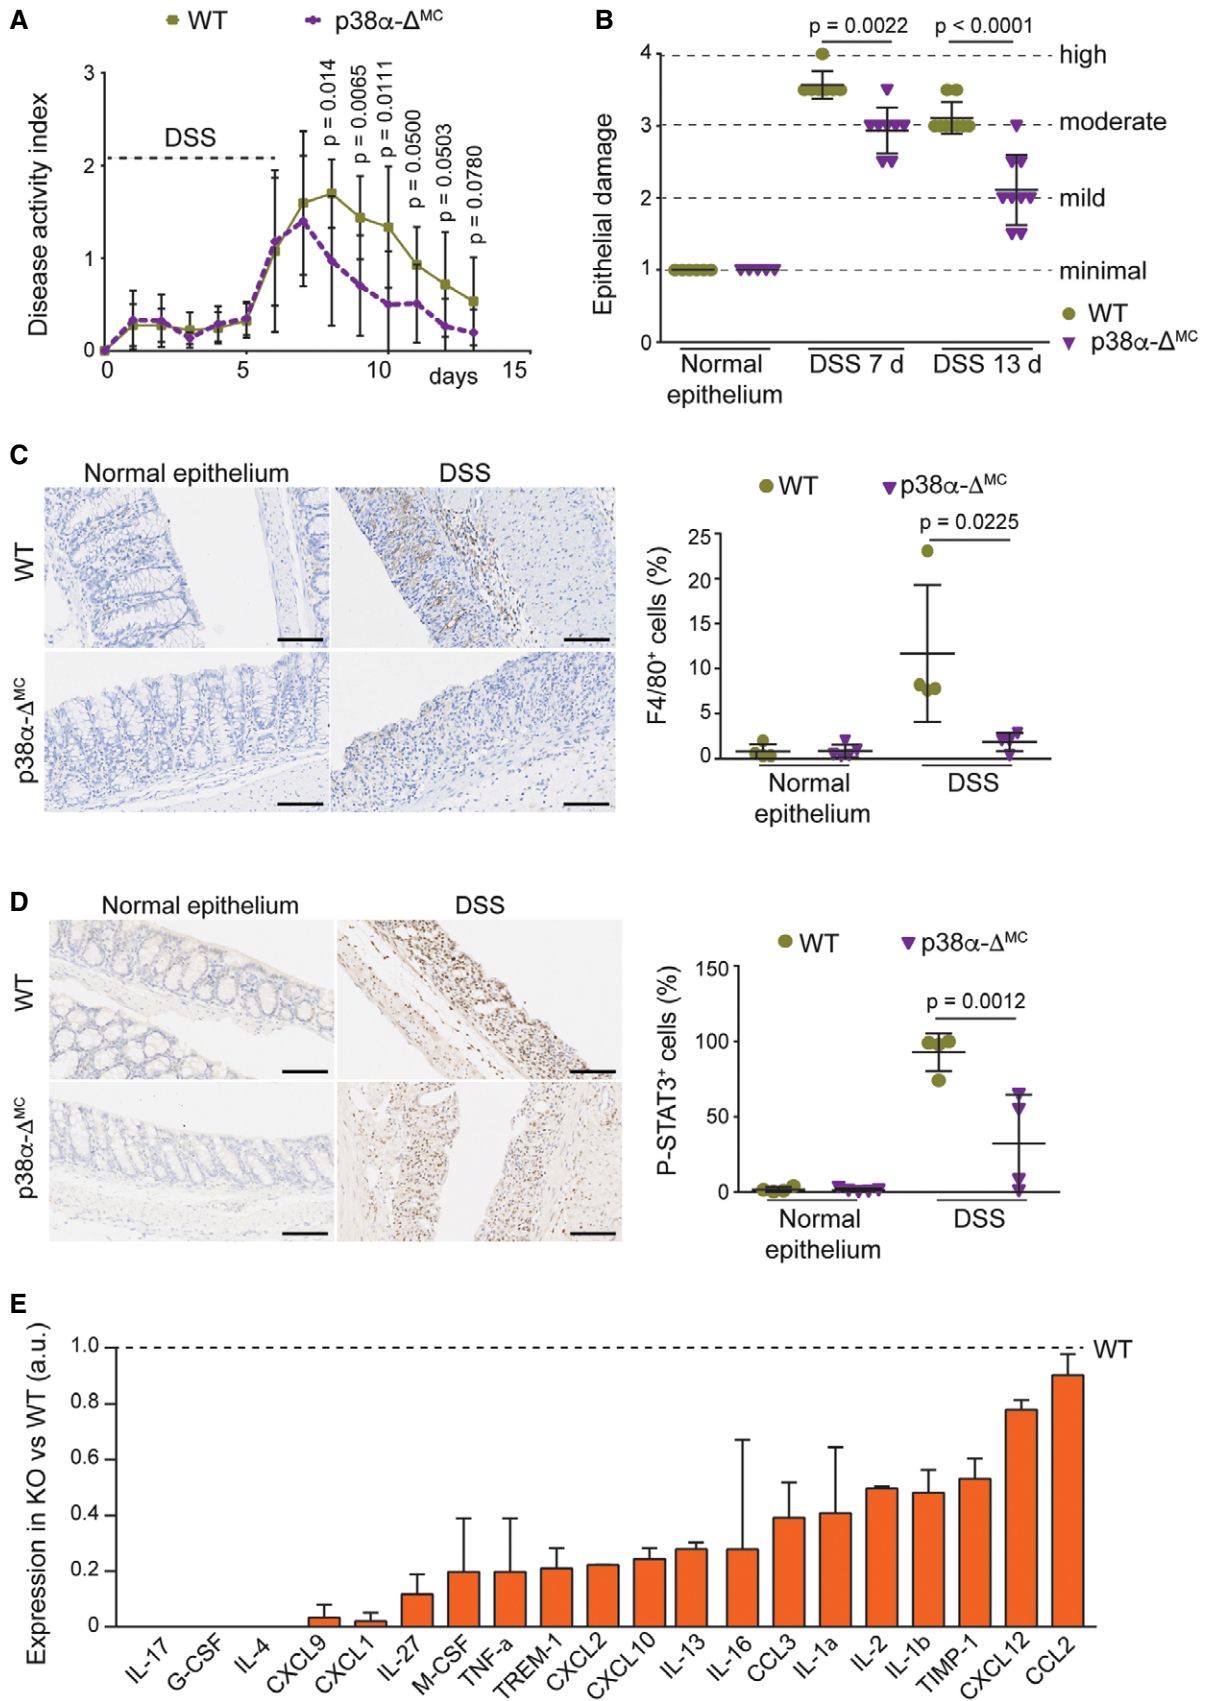 A
WT
p38α-ΔMC
Disease activity index
3
2
1
0
DSS
p = 0.014
p = 0.0065
p = 0.0111
p = 0.0500
p = 0.0503
p = 0.0780
0
5
10
days
15
B
p = 0.0022
p < 0.0001
Epithelial damage
4
3
2
1
0
high
moderate
mild
minimal
WT
p38α-ΔMC
Normal
epithelium
DSS 7 d
DSS 13 d
C
Normal epithelium
DSS
WT
p38α-ΔMC
WT
p38α-ΔMC
p = 0.0225
F4/80+ cells (%)
25
20
15
10
5
0
Normal
epithelium
DSS
D
Normal epithelium
DSS
WT
p38α-ΔMC
WT
p38α-ΔMC
p = 0.0012
P-STAT3+ cells (%)
150
100
50
0
Normal
epithelium
DSS
E
Expression in KO vs WT (a.u.)
1.0
0.8
0.6
0.4
0.2
0
WT
IL-17
G-CSF
IL-4
CXCL9
CXCL1
IL-27
M-CSF
TNF-a
TREM-1
CXCL2
CXCL10
IL-13
IL-16
CCL3
IL-1a
IL-2
IL-1b
TIMP-1
CXCL12
CCL2